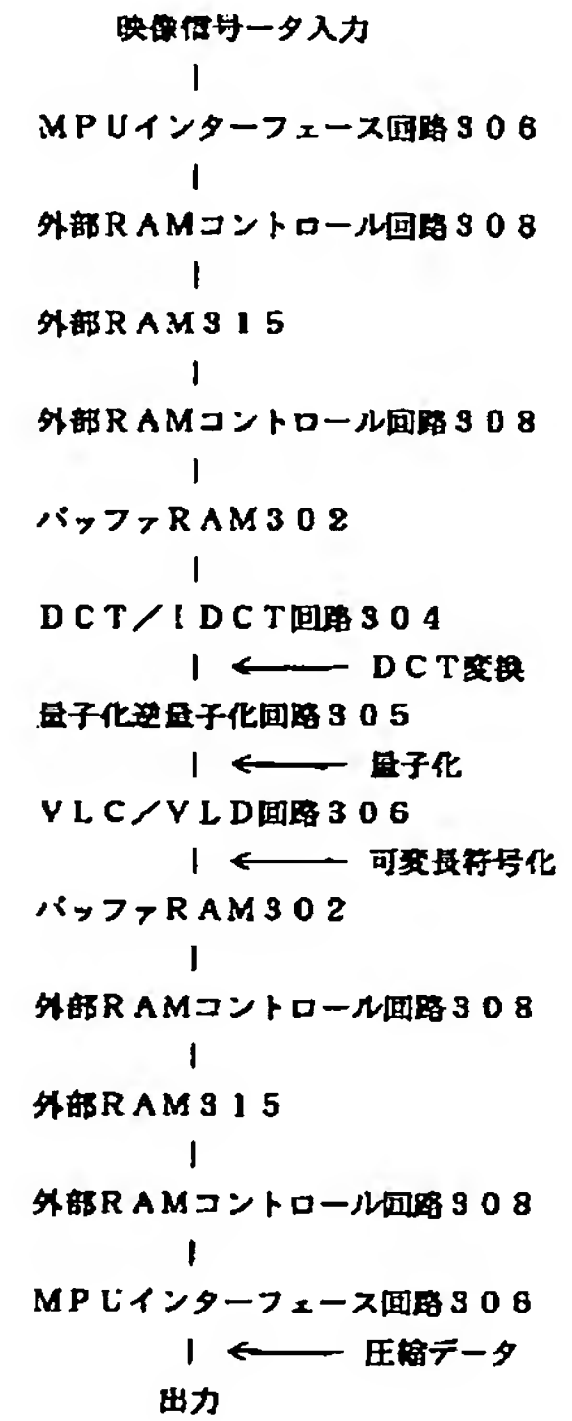 映像信号ータ入力
|
MPUインターフェース回路306
|
外部RAMコントロール回路308
|
外部RAM315
|
外部RAMコントロール回路308
|
バッファRAM302
|
DCT/IDCT回路304
| ← DCT変換
量子化逆量子化回路305
| ← 量子化
VLC/VLD回路306
| ← 可変長符号化
バッファRAM302
|
外部RAMコントロール回路308
|
外部RAM315
|
外部RAMコントロール回路308
|
MPUインターフェース回路306
| ← 圧縮データ
出力